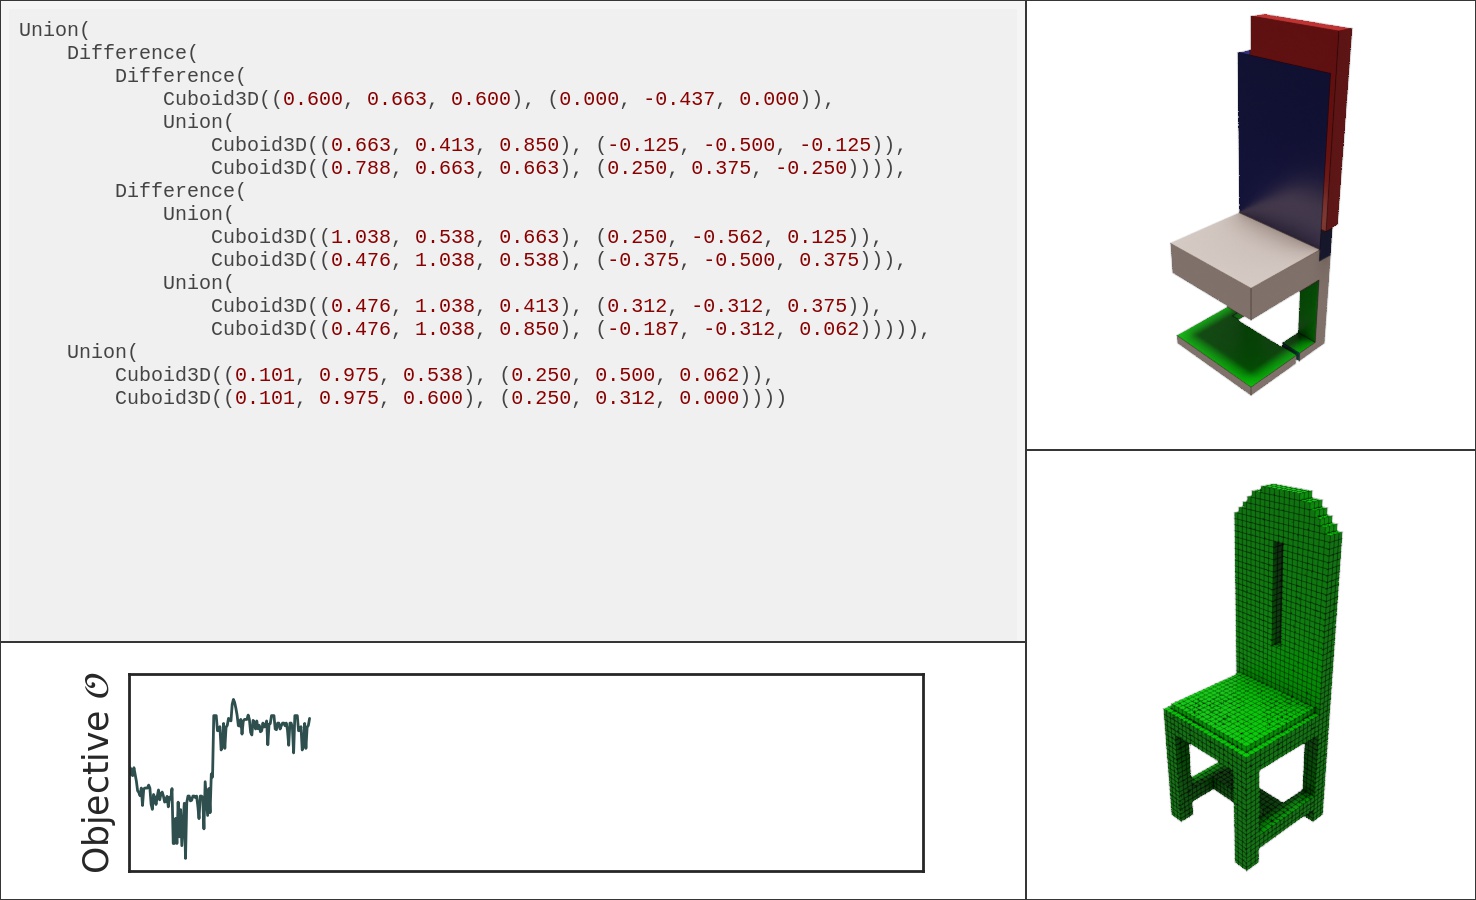 Union(
    Difference(
        Difference(
            Cuboid3D((0.600, 0.663, 0.600), (0.000, -0.437, 0.000)),
            Union(
                Cuboid3D((0.663, 0.413, 0.850), (-0.125, -0.500, -0.125)),
                Cuboid3D((0.788, 0.663, 0.663), (0.250, 0.375, -0.250)))),
        Difference(
            Union(
                Cuboid3D((1.038, 0.538, 0.663), (0.250, -0.562, 0.125)),
                Cuboid3D((0.476, 1.038, 0.538), (-0.375, -0.500, 0.375))),
            Union(
                Cuboid3D((0.476, 1.038, 0.413), (0.312, -0.312, 0.375)),
                Cuboid3D((0.476, 1.038, 0.850), (-0.187, -0.312, 0.062))))),
    Union(
        Cuboid3D((0.101, 0.975, 0.538), (0.250, 0.500, 0.062)),
        Cuboid3D((0.101, 0.975, 0.600), (0.250, 0.312, 0.000))))
Objective 𝒪